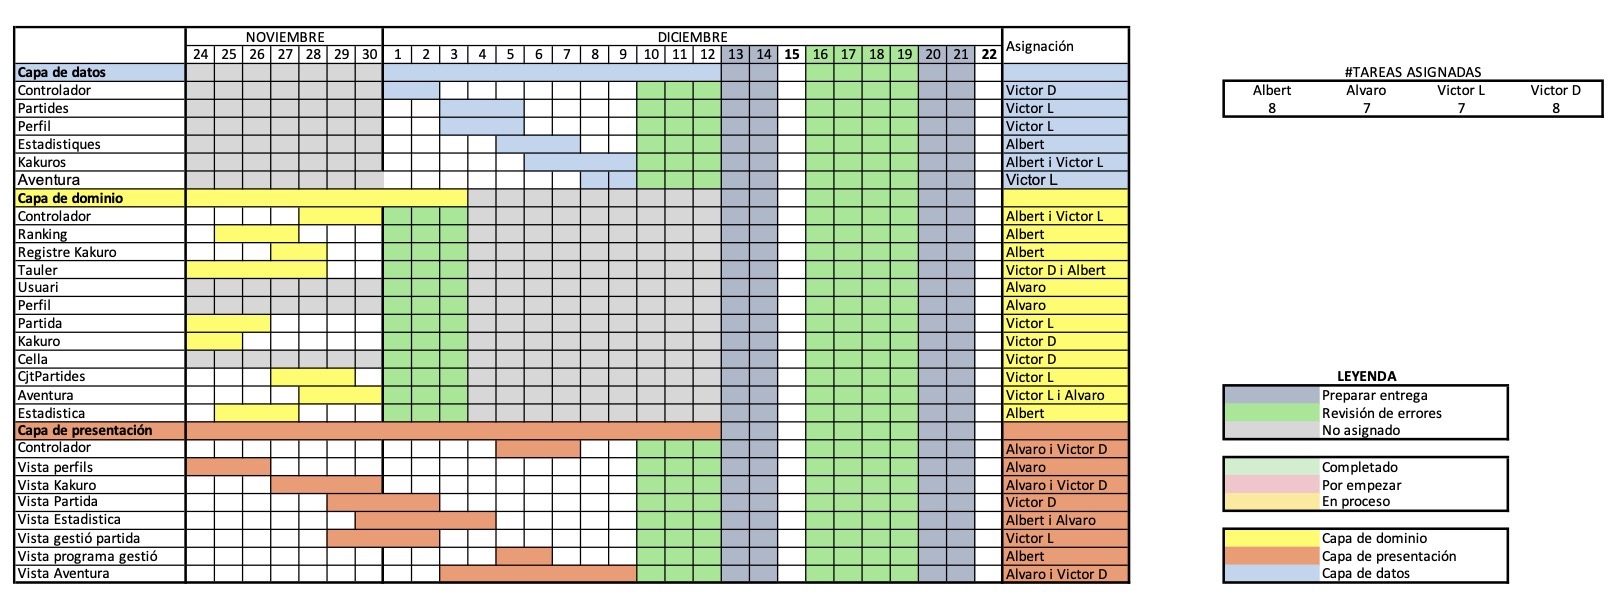 NOVIEMBRE DICIEMBRE Asignación
24 25 26 27 28 29 30 1 2 3 4 5 6 7 8 9 10 11 12 13 14 15 16 17 18 19 20 21 22
Capa de datos
Controlador Victor D
Partides Victor L
Perfil Victor L
Estadistiques Albert
Kakuros Albert i Victor L
Aventura Victor L
Capa de dominio
Controlador Albert i Victor L
Ranking Albert
Registre Kakuro Albert
Tauler Victor D i Albert
Usuari Alvaro
Perfil Alvaro
Partida Victor L
Kakuro Victor D
Cella Victor D
CjtPartides Victor L
Aventura Victor L i Alvaro
Estadistica Albert
Capa de presentación
Controlador Alvaro i Victor D
Vista perfils Alvaro
Vista Kakuro Alvaro i Victor D
Vista Partida Victor D
Vista Estadistica Albert i Alvaro
Vista gestió partida Victor L
Vista programa gestió Albert
Vista Aventura Alvaro i Victor D
#TAREAS ASIGNADAS
Albert Alvaro Victor L Victor D
8 7 7 8
LEYENDA
Preparar entrega
Revisión de errores
No asignado
Completado
Por empezar
En proceso
Capa de dominio
Capa de presentación
Capa de datos